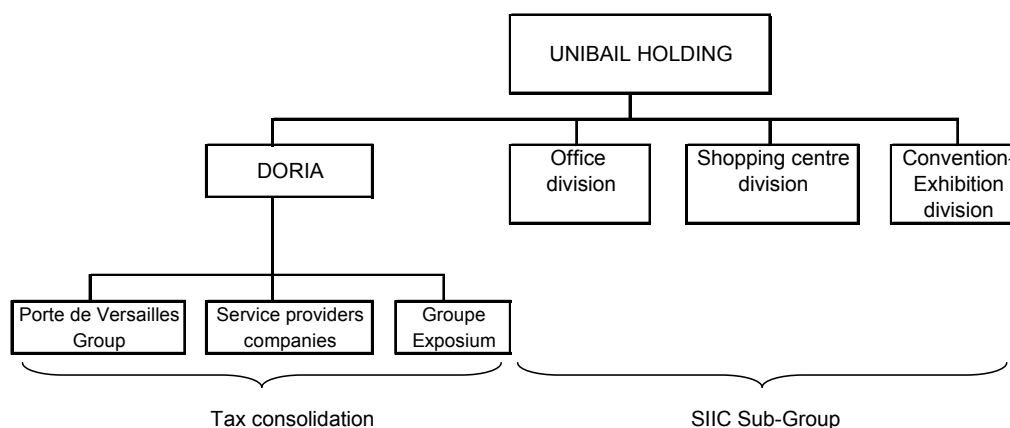 UNIBAIL HOLDING
DORIA
Office
division
Shopping centre
division
Convention-
Exhibition
division
Porte de Versailles
Group
Service providers
companies
Groupe
Exposium
Tax consolidation
SIIC Sub-Group